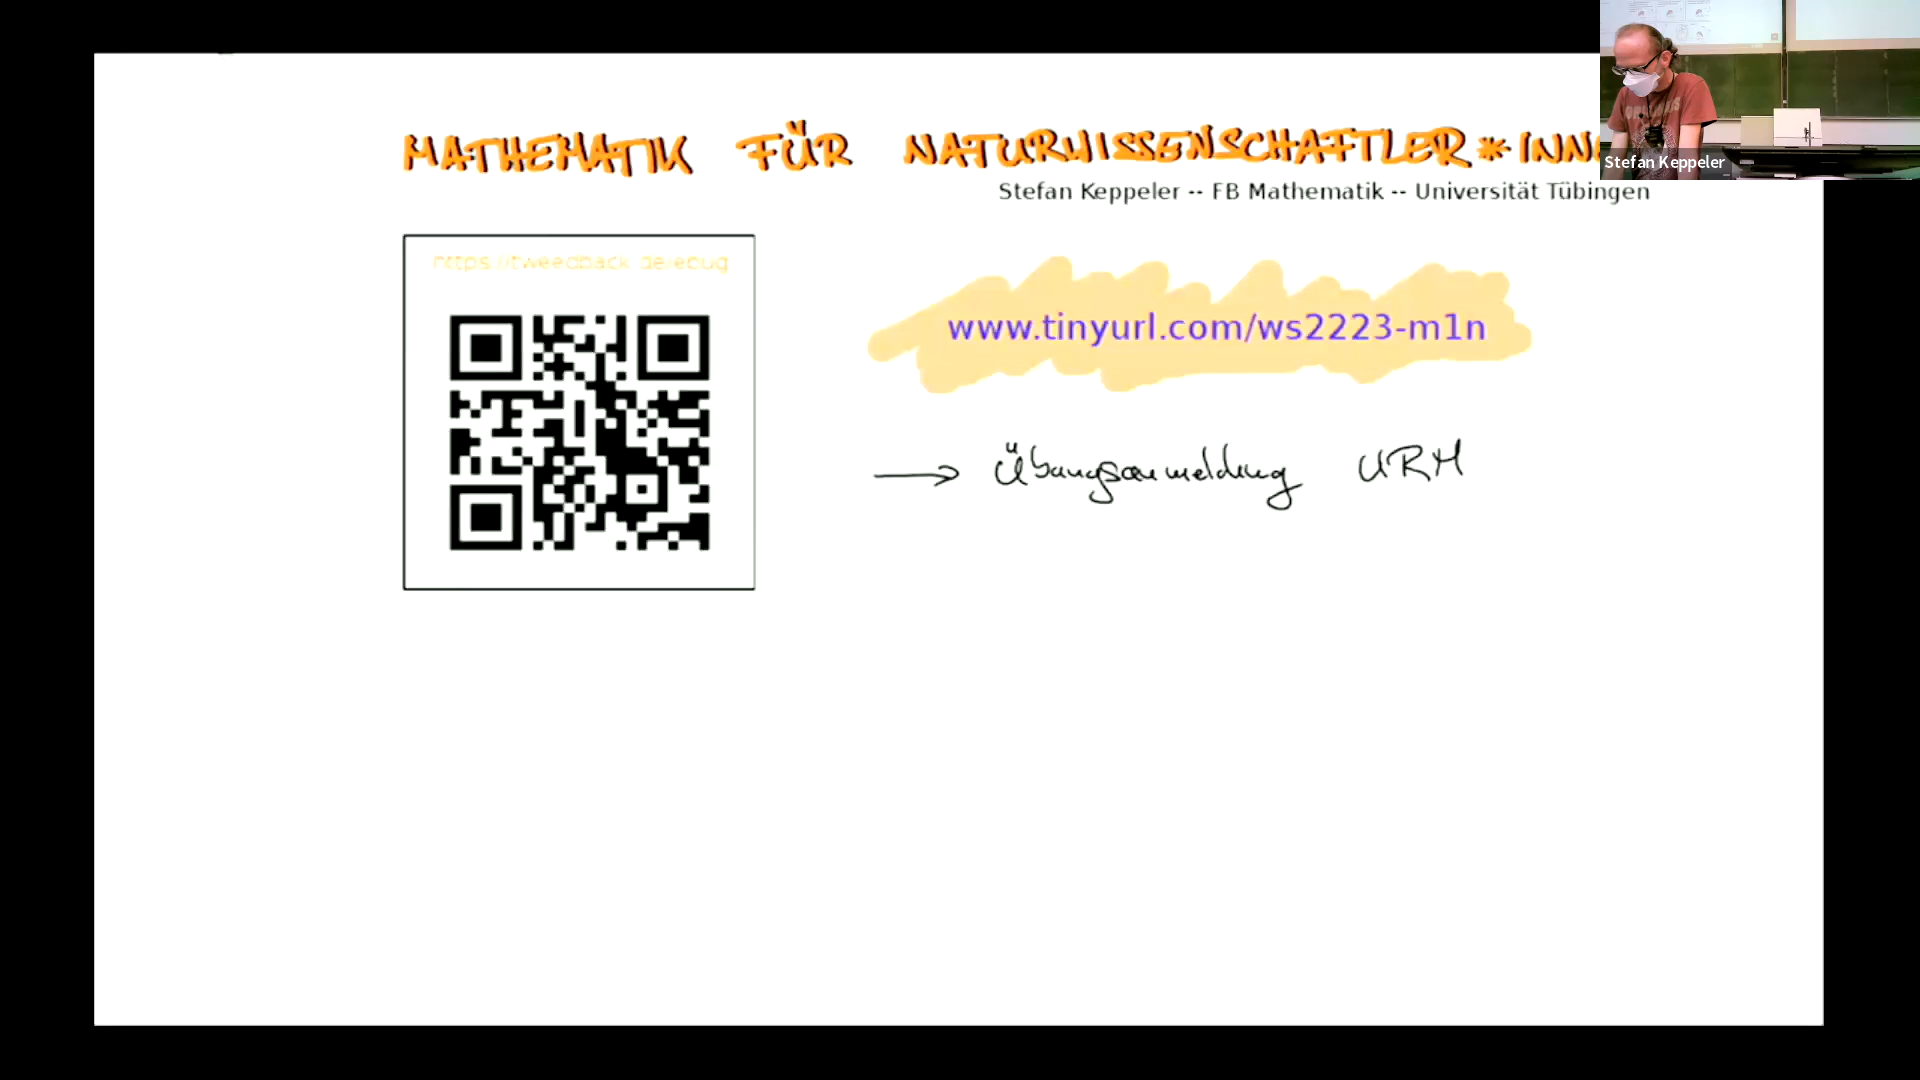 MATHEMATIK FÜR NATURWISSENSCHAFTLER*INN
Stefan Keppeler
Stefan Keppeler -- FB Mathematik -- Universität Tübingen
https://tweedback.de/ebug
www.tinyurl.com/ws2223-m1n
→ Übungsanmeldung URM